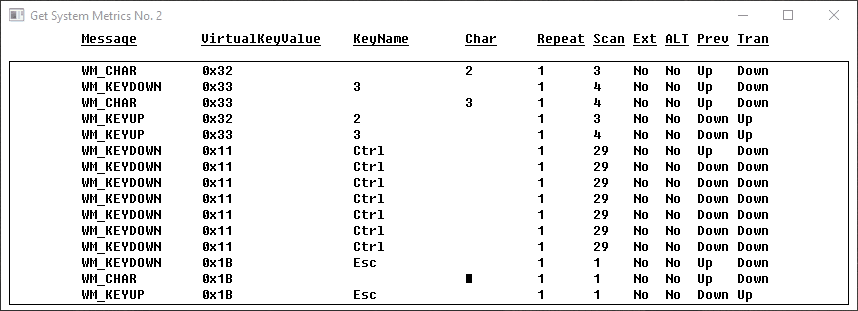 Get System Metrics No. 2
Message VirtualKeyValue KeyName Char Repeat Scan Ext ALT Prev Tran
WM_CHAR 0x32 2 1 3 No No Up Down
WM_KEYDOWN 0x33 3 1 4 No No Up Down
WM_CHAR 0x33 3 1 4 No No Up Down
WM_KEYUP 0x32 2 1 3 No No Down Up
WM_KEYUP 0x33 3 1 4 No No Down Up
WM_KEYDOWN 0x11 Ctrl 1 29 No No Up Down
WM_KEYDOWN 0x11 Ctrl 1 29 No No Down Down
WM_KEYDOWN 0x11 Ctrl 1 29 No No Down Down
WM_KEYDOWN 0x11 Ctrl 1 29 No No Down Down
WM_KEYDOWN 0x11 Ctrl 1 29 No No Down Down
WM_KEYDOWN 0x11 Ctrl 1 29 No No Down Down
WM_KEYDOWN 0x11 Ctrl 1 29 No No Down Down
WM_KEYDOWN 0x1B Esc 1 1 No No Up Down
WM_CHAR 0x1B 1 1 No No Up Down
WM_KEYUP 0x1B Esc 1 1 No No Down Up